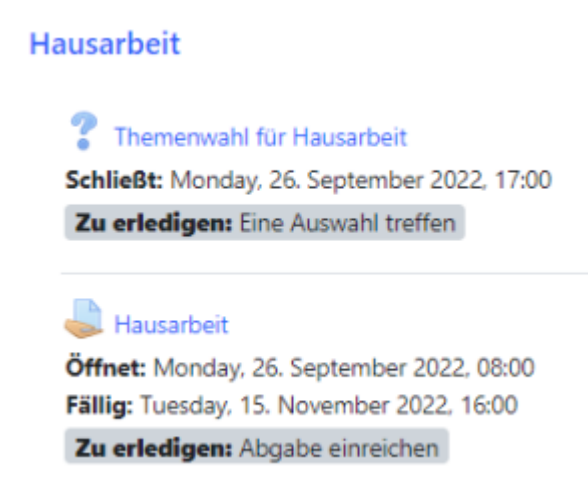 Hausarbeit
Themenwahl für Hausarbeit
Schließt: Monday, 26. September 2022, 17:00
Zu erledigen: Eine Auswahl treffen
Hausarbeit
Öffnet: Monday, 26. September 2022, 08:00
Fällig: Tuesday, 15. November 2022, 16:00
Zu erledigen: Abgabe einreichen